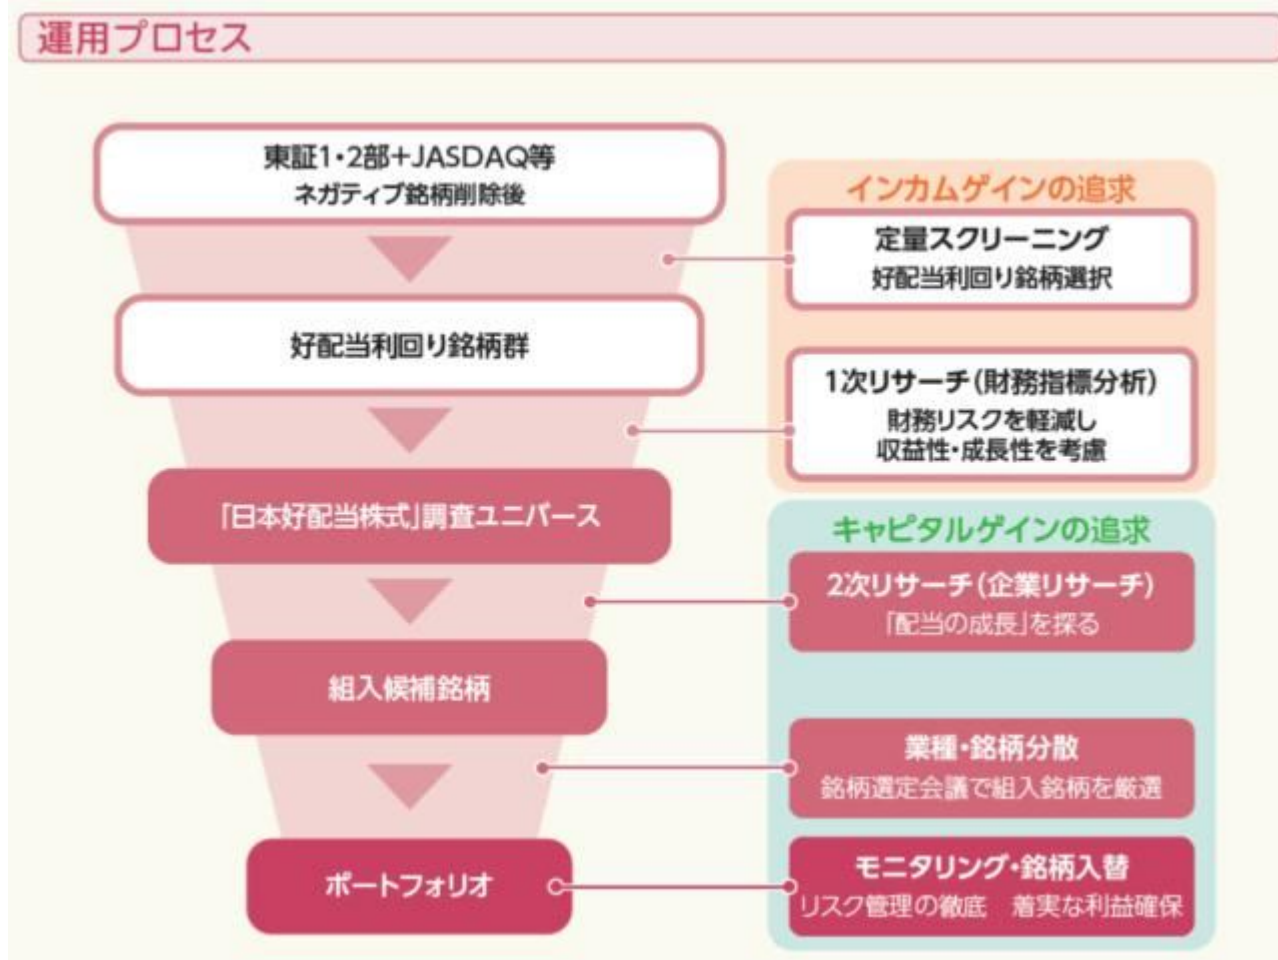 運用プロセス
東証1・2部+JASDAQ等
ネガティブ銘柄削除後
インカムゲインの追求
定量スクリーニング
好配当利回り銘柄選択
好配当利回り銘柄群
1次リサーチ(財務指標分析)
財務リスクを軽減し
収益性・成長性を考慮
「日本好配当株式」調査ユニバース
キャピタルゲインの追求
2次リサーチ(企業リサーチ)
「配当の成長」を探る
組入候補銘柄
業種・銘柄分散
銘柄選定会議で組入銘柄を厳選
ポートフォリオ
モニタリング・銘柄入替
リスク管理の徹底　着実な利益確保